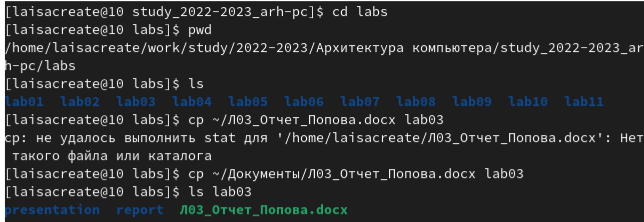 [laisacreate@10 study_2022-2023_arh-pc]$ cd labs
[laisacreate@10 labs]$ pwd
/home/laisacreate/work/study/2022-2023/Архитектура компьютера/study_2022-2023_ar
h-pc/labs
[laisacreate@10 labs]$ ls
lab01 lab02 lab03 lab04 lab05 lab06 lab07 lab08 lab09 lab10 lab11
[laisacreate@10 labs]$ cp ~/Л03_Отчет_Попова.docx lab03
cp: не удалось выполнить stat для '/home/laisacreate/Л03_Отчет_Попова.docx': Нет
такого файла или каталога
[laisacreate@10 labs]$ cp ~/Документы/Л03_Отчет_Попова.docx lab03
[laisacreate@10 labs]$ ls lab03
presentation report Л03_Отчет_Попова.docx